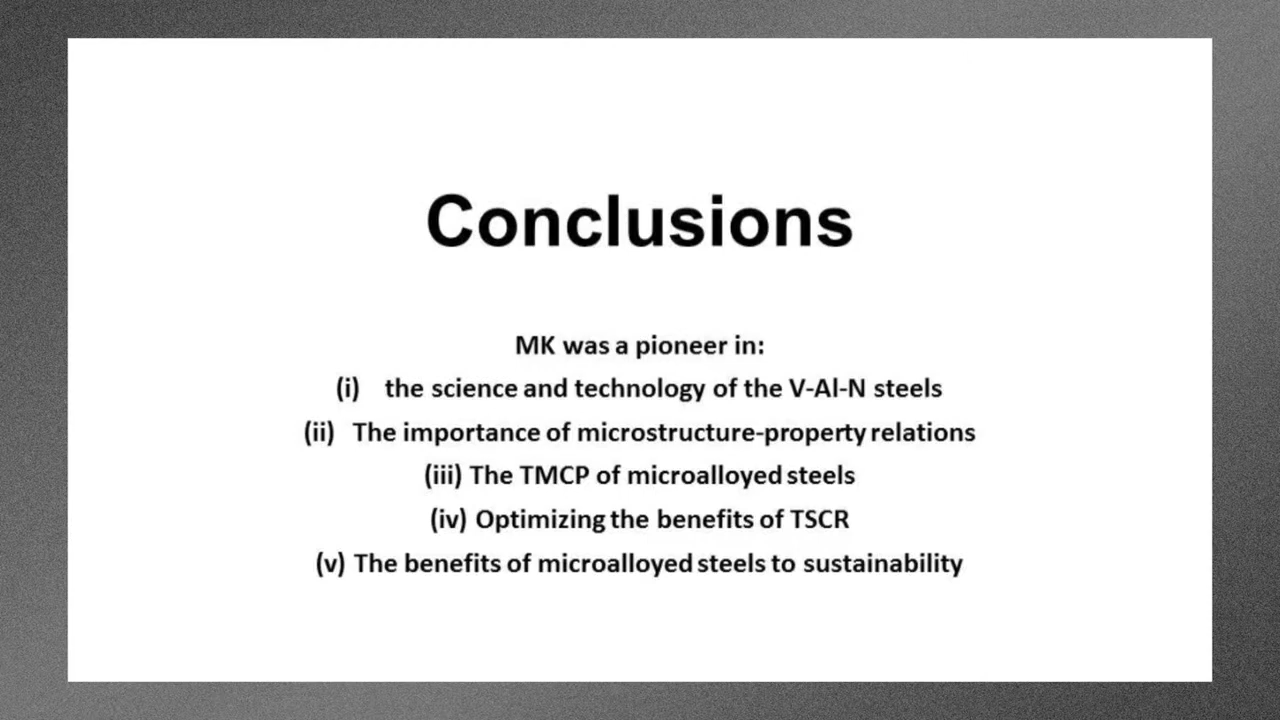 Conclusions
MK was a pioneer in:
(i) the science and technology of the V-Al-N steels
(ii) The importance of microstructure-property relations
(iii) The TMCP of microalloyed steels
(iv) Optimizing the benefits of TSCR
(v) The benefits of microalloyed steels to sustainability